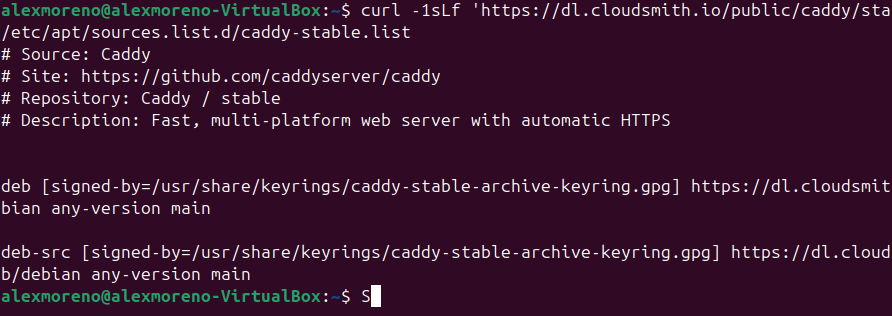 alexmoreno@alexmoreno-VirtualBox:~$ curl -1sLf 'https://dl.cloudsmith.io/public/caddy/sta
/etc/apt/sources.list.d/caddy-stable.list
# Source: Caddy
# Site: https://github.com/caddyserver/caddy
# Repository: Caddy / stable
# Description: Fast, multi-platform web server with automatic HTTPS
deb [signed-by=/usr/share/keyrings/caddy-stable-archive-keyring.gpg] https://dl.cloudsmit
bian any-version main
deb-src [signed-by=/usr/share/keyrings/caddy-stable-archive-keyring.gpg] https://dl.cloud
b/debian any-version main
alexmoreno@alexmoreno-VirtualBox:~$ S